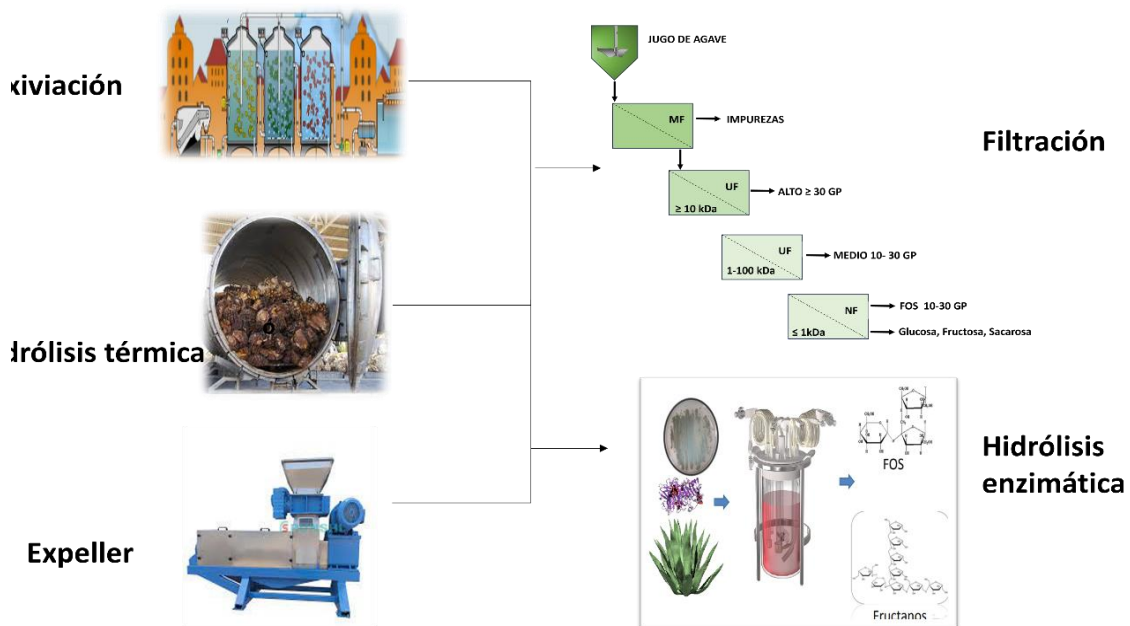 xiviación
drólisis térmica
Expeller
JUGO DE AGAVE
MF
IMPUREZAS
UF
≥ 10 kDa
ALTO ≥ 30 GP
UF
1-100 kDa
MEDIO 10- 30 GP
NF
≤ 1kDa
FOS 10-30 GP
Glucosa, Fructosa, Sacarosa
Filtración
FOS
Fructanos
Hidrólisis
enzimática